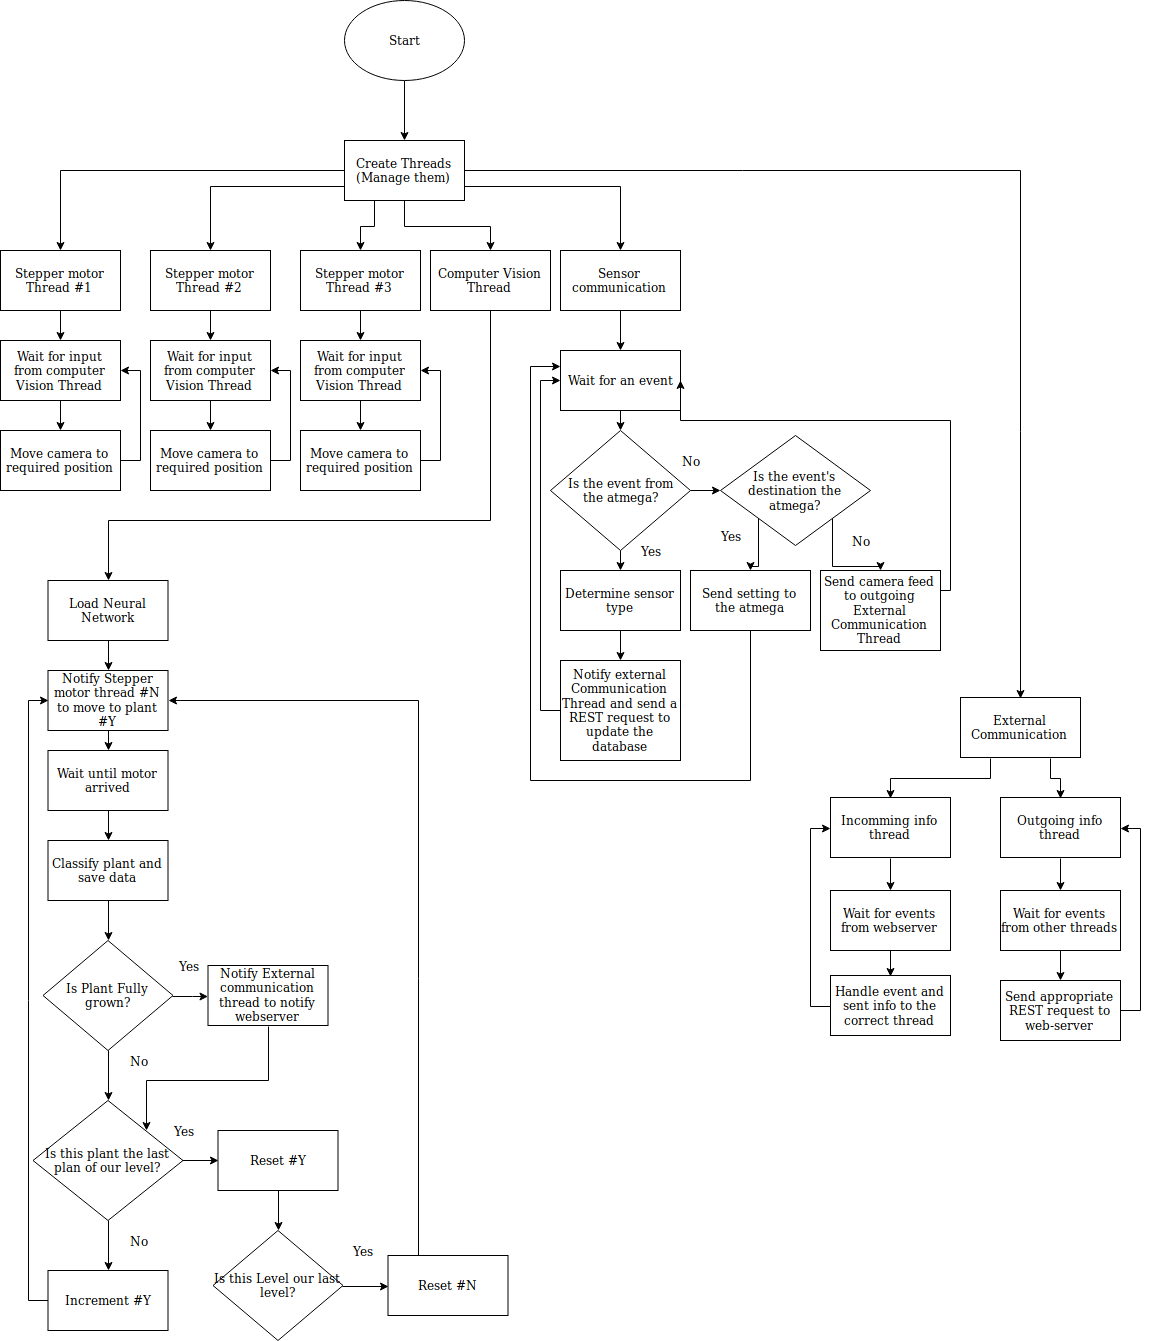 Start
Create Threads
(Manage them)
Stepper motor
Thread #1
Stepper motor
Thread #2
Stepper motor
Thread #3
Computer Vision
Thread
Sensor
communication
Wait for input
from computer
Vision Thread
Wait for input
from computer
Vision Thread
Wait for input
from computer
Vision Thread
Wait for an event
Move camera to
required position
Move camera to
required position
Move camera to
required position
Is the event from
the atmega?
No
Is the event's
destination the
atmega?
Yes
Yes
No
Determine sensor
type
Send setting to
the atmega
Send camera feed
to outgoing
External
Communication
Thread
Notify external
Communication
Thread and send a
REST request to
update the
database
Load Neural
Network
Notify Stepper
motor thread #N
to move to plant
#Y
Wait until motor
arrived
Classify plant and
save data
Is Plant Fully
grown?
Yes
Notify External
communication
thread to notify
webserver
No
Is this plant the last
plan of our level?
Yes
Reset #Y
No
Increment #Y
Is this Level our last
level?
Yes
Reset #N
External
Communication
Incomming info
thread
Outgoing info
thread
Wait for events
from webserver
Wait for events
from other threads
Handle event and
sent info to the
correct thread
Send appropriate
REST request to
web-server